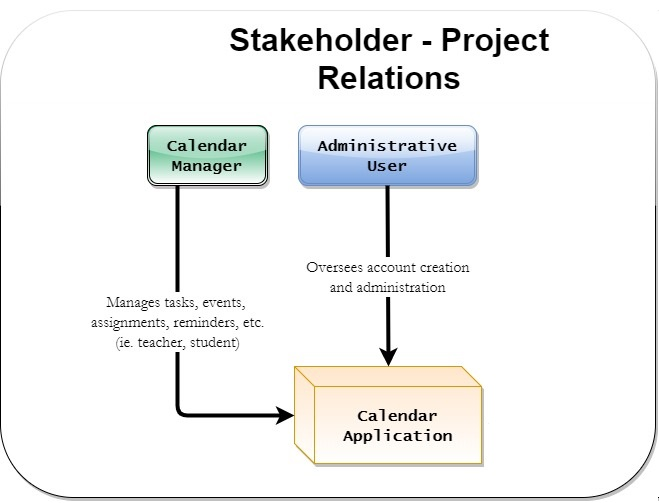 Stakeholder - Project
Relations
Calendar
Manager
Administrative
User
Oversees account creation
and administration
Manages tasks, events,
assignments, reminders, etc.
(ie. teacher, student)
Calendar
Application